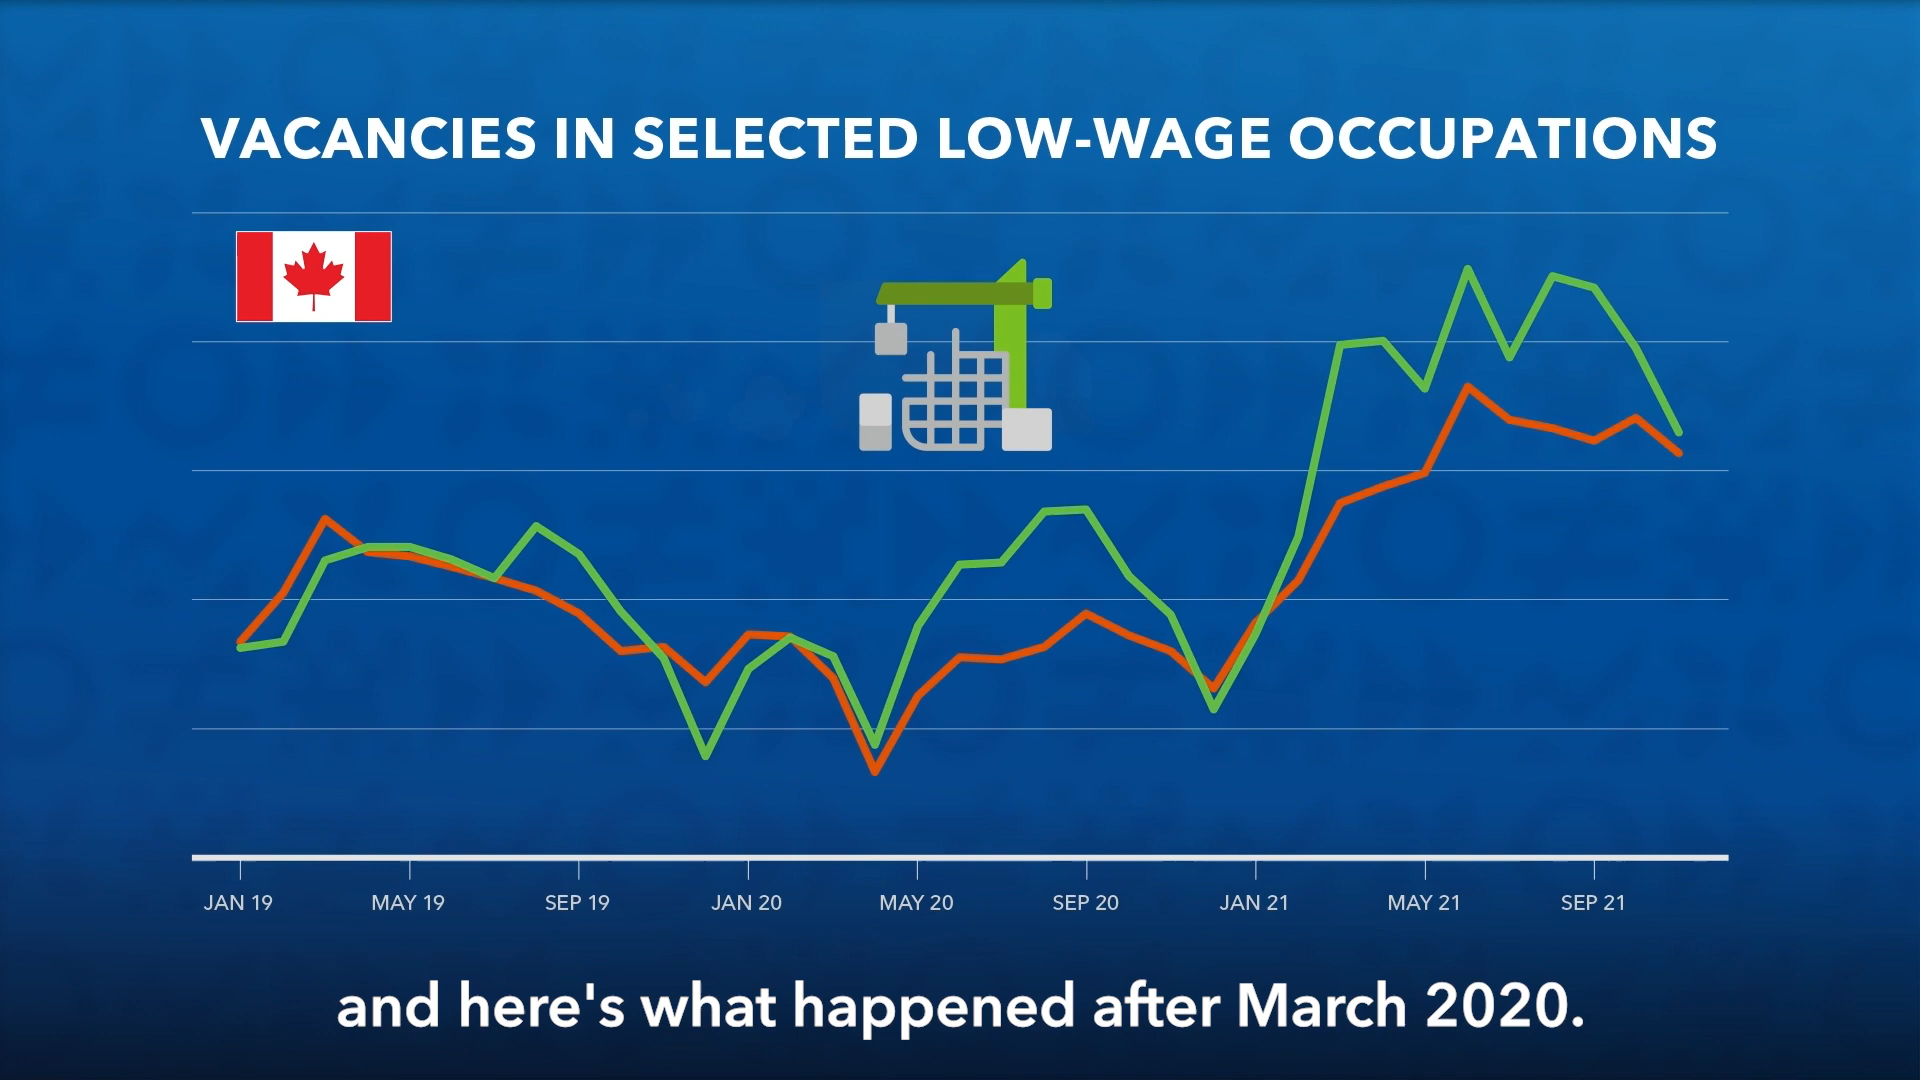 VACANCIES IN SELECTED LOW-WAGE OCCUPATIONS
JAN 19 MAY 19 SEP 19 JAN 20 MAY 20 SEP 20 JAN 21 MAY 21 SEP 21
and here's what happened after March 2020.